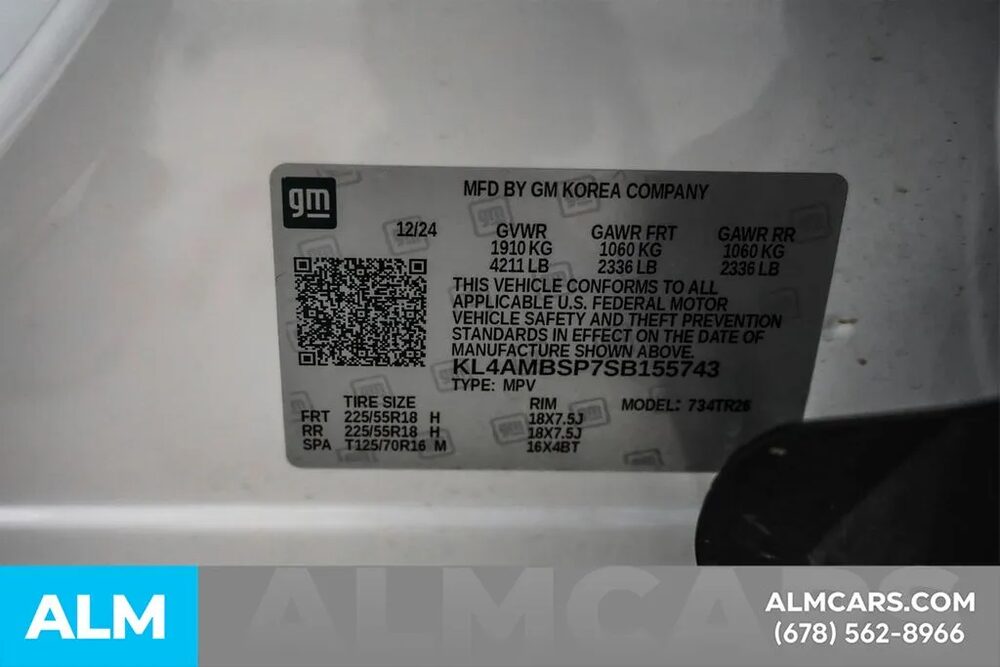 gm
MFD BY GM KOREA COMPANY
12/24 GVWR GAWR FRT GAWR RR
1910 KG 1060 KG 1060 KG
4211 LB 2336 LB 2336 LB
THIS VEHICLE CONFORMS TO ALL
APPLICABLE U.S. FEDERAL MOTOR
VEHICLE SAFETY AND THEFT PREVENTION
STANDARDS IN EFFECT ON THE DATE OF
MANUFACTURE SHOWN ABOVE.
KL4AMBSP7SB155743
TYPE: MPV
TIRE SIZE RIM MODEL: 734TR26
FRT 225/55R18 H 18X7.5J
RR 225/55R18 H 18X7.5J
SPA T125/70R16 M 16X4BT
ALM
ALMCARS
ALMCARS.COM
(678) 562-8966